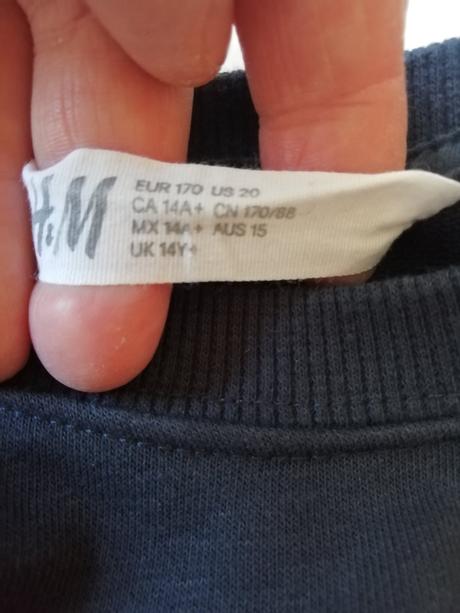 H&M
EUR 170 US 20
CA 14A+ CN 170/88
MX 14A+ AUS 15
UK 14Y+